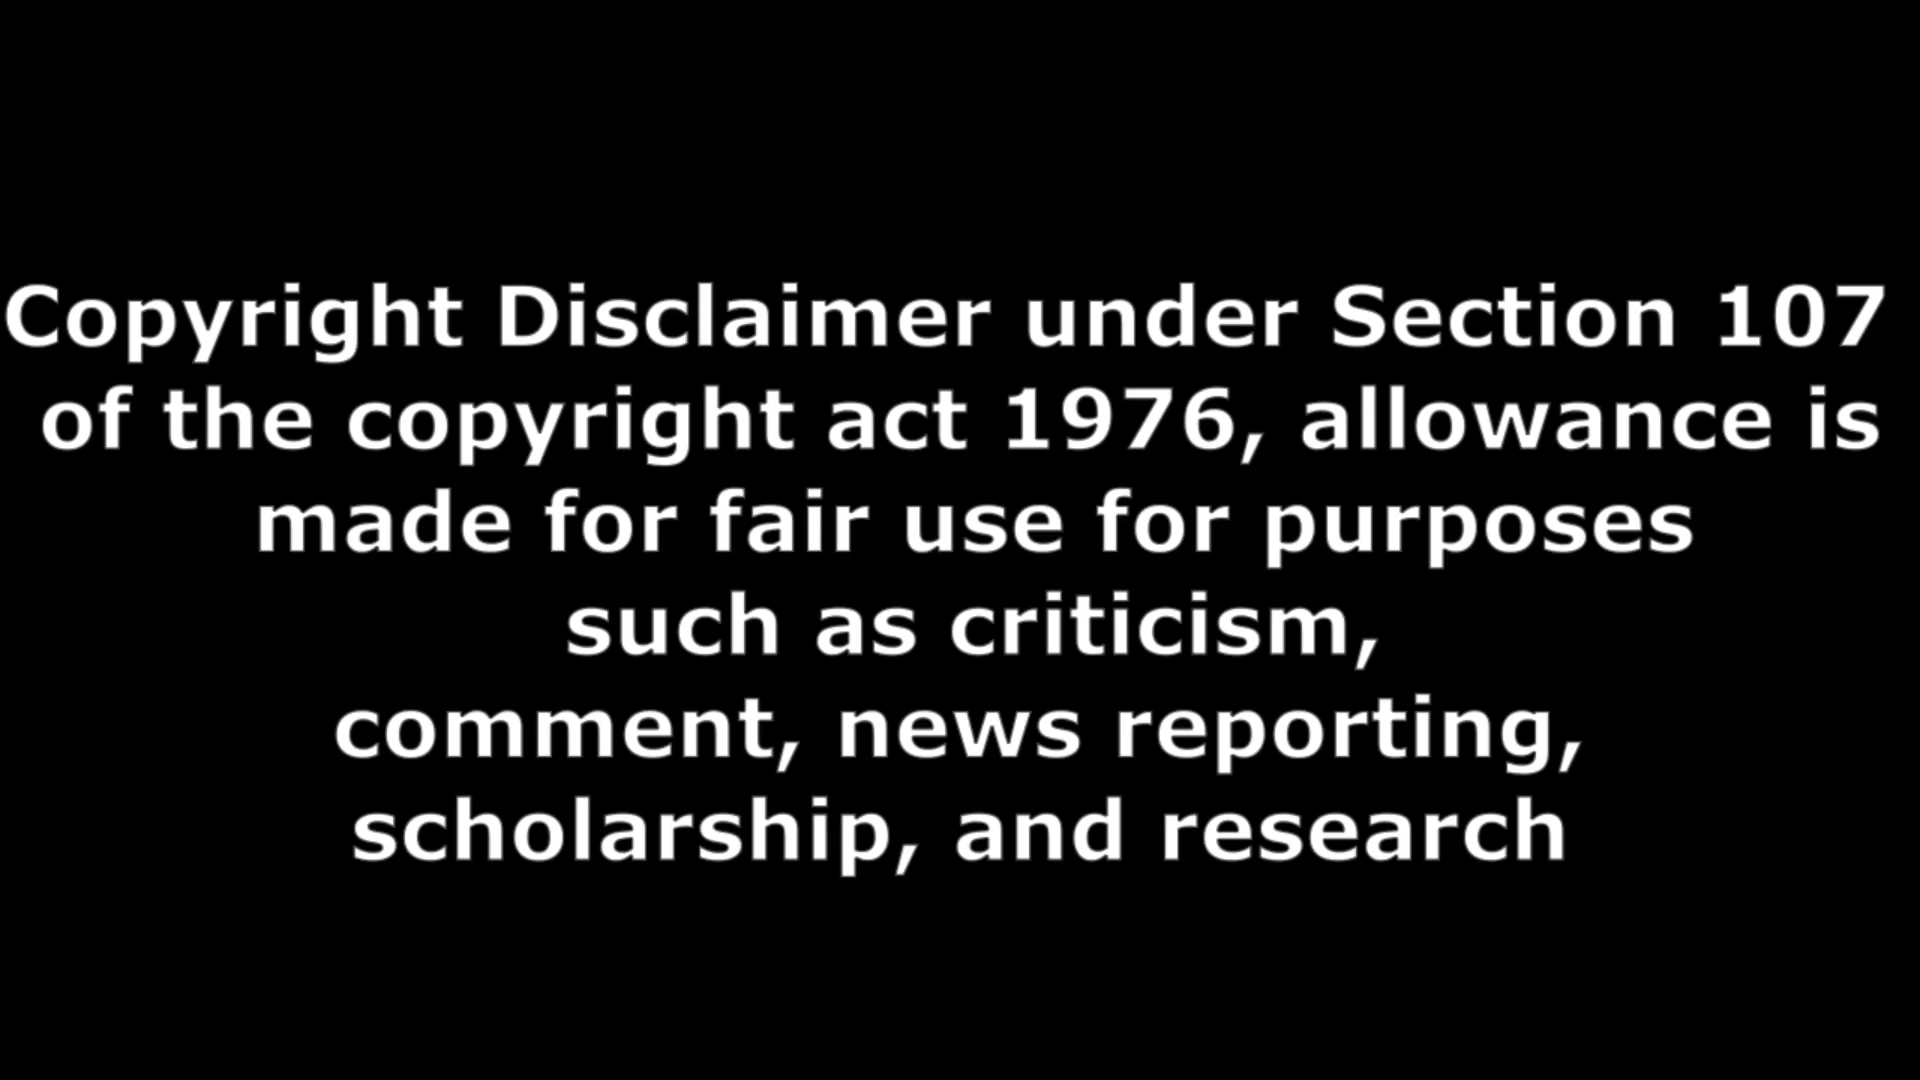 Copyright Disclaimer under Section 107
of the copyright act 1976, allowance is
made for fair use for purposes
such as criticism,
comment, news reporting,
scholarship, and research